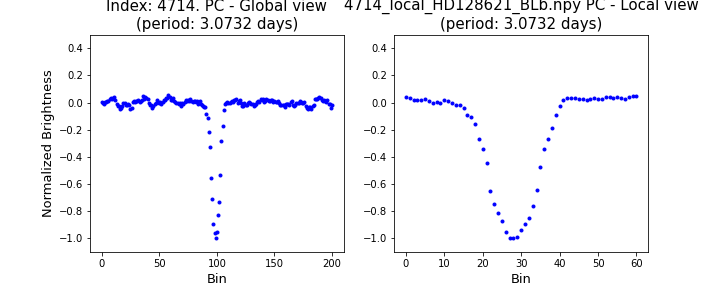 Index: 4714. PC - Global view
(period: 3.0732 days)
4714_local_HD128621_BLb.npy PC - Local view
(period: 3.0732 days)
Normalized Brightness
0.4
0.2
0.0
−0.2
−0.4
−0.6
−0.8
−1.0
0 50 100 150 200
Bin
0.4
0.2
0.0
−0.2
−0.4
−0.6
−0.8
−1.0
0 10 20 30 40 50 60
Bin